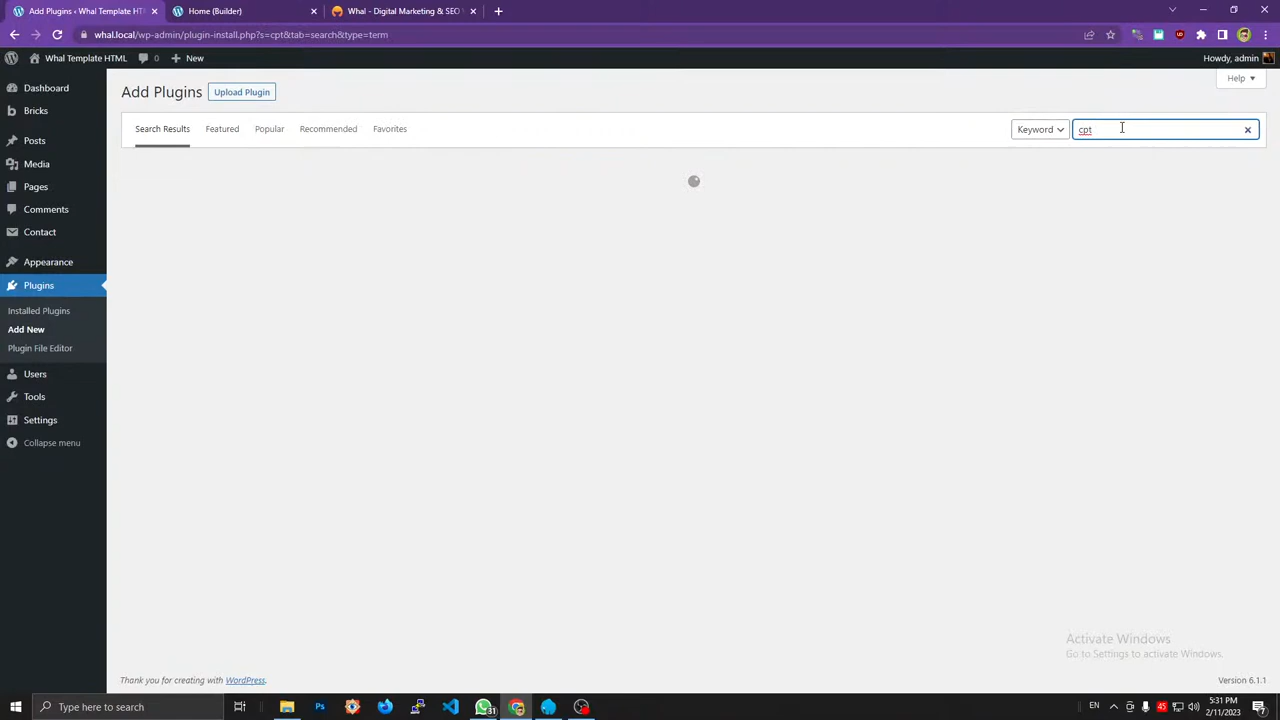 Add Plugins ‹ Whal Template HTM
Home (Builder)
Whal - Digital Marketing & SEO
whal.local/wp-admin/plugin-install.php?s=cpt&tab=search&type=term
Whal Template HTML
0
New
Howdy, admin
Dashboard
Bricks
Posts
Media
Pages
Comments
Contact
Appearance
Plugins
Installed Plugins
Add New
Plugin File Editor
Users
Tools
Settings
Collapse menu
Help
Add Plugins
Upload Plugin
Search Results
Featured
Popular
Recommended
Favorites
Keyword
cpt
Activate Windows
Go to Settings to activate Windows.
Thank you for creating with WordPress.
Version 6.1.1
Type here to search
31
EN
45
5:31 PM
2/11/2023